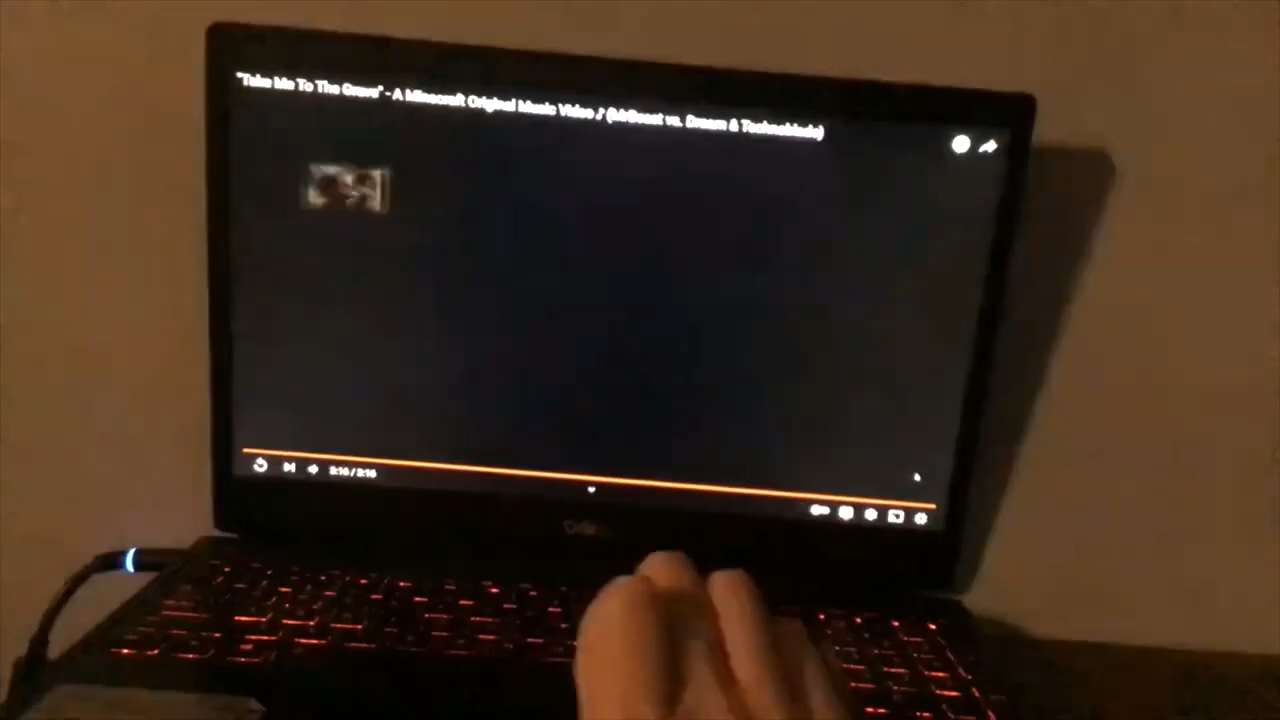 "Take Me To The Grave" - A Minecraft Original Music Video ♪ (MrBeast vs. Dream & Technoblade)